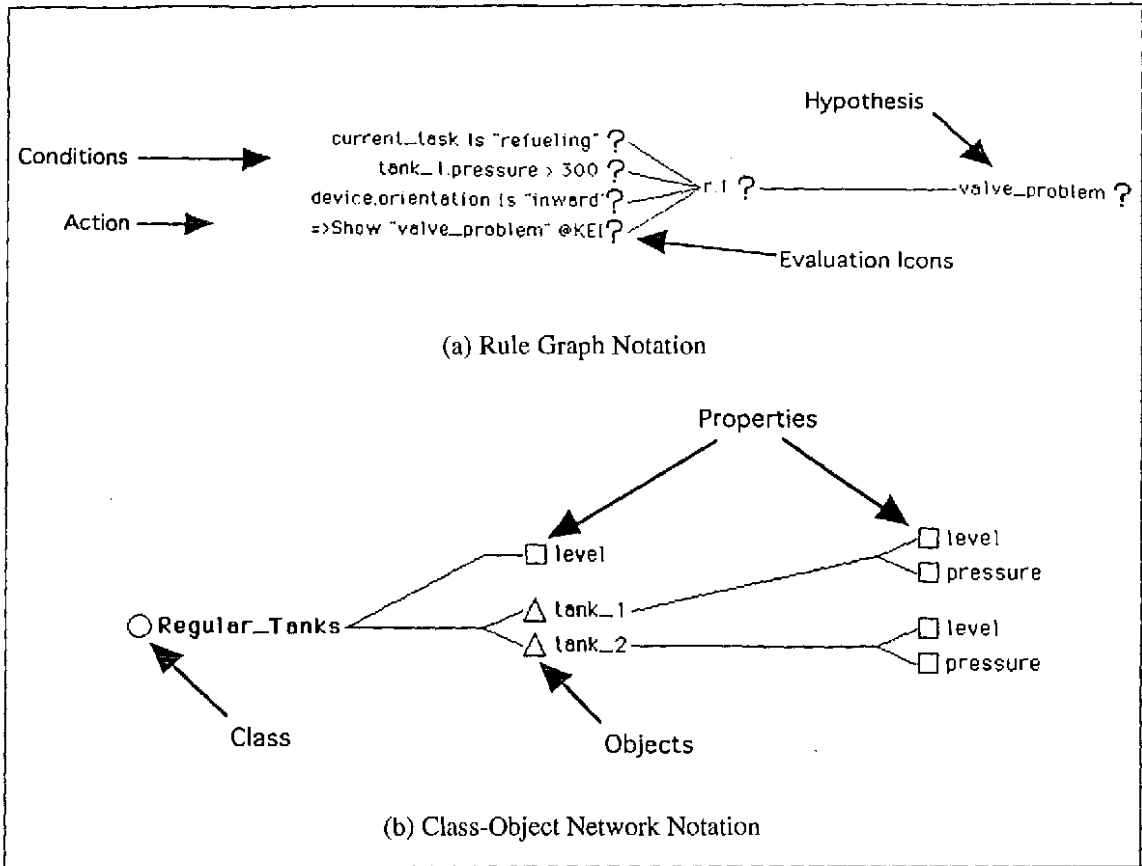 Hypothesis
Conditions
current_task is "refueling" ?
tank_1.pressure > 300 ?
r.1 ?
valve_problem ?
device.orientation is "inward" ?
Action
=>Show "valve_problem" @KEI ?
Evaluation Icons
(a) Rule Graph Notation
Properties
level
level
pressure
tank_1
Regular_Tanks
tank_2
level
pressure
Class
Objects
(b) Class-Object Network Notation